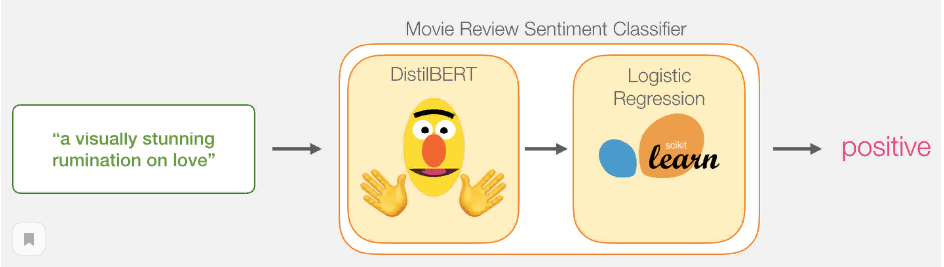 Movie Review Sentiment Classifier
DistilBERT
Logistic
Regression
“a visually stunning
rumination on love”
scikit
learn
positive